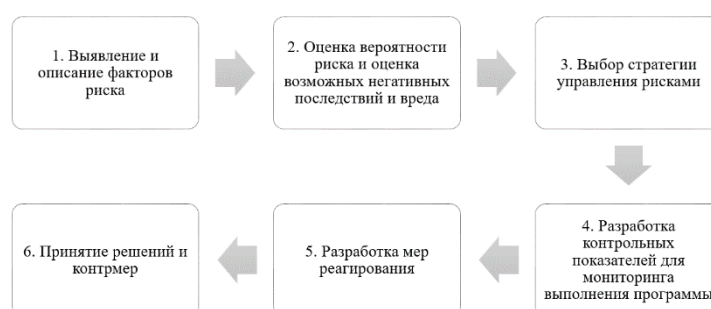 1. Выявление и
описание факторов
риска
2. Оценка вероятности
риска и оценка
возможных негативных
последствий и вреда
3. Выбор стратегии
управления рисками
4. Разработка
контрольных
показателей для
мониторинга
выполнения программы
5. Разработка мер
реагирования
6. Принятие решений и
контрмер